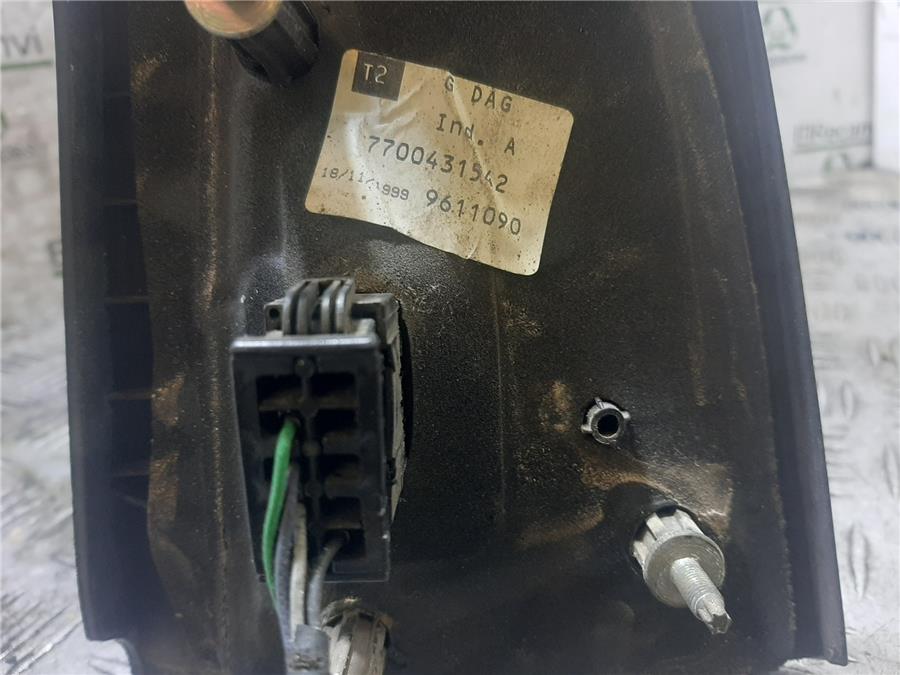 T2
G DAG
Ind. A
7700431542
18/11/1999 9611090